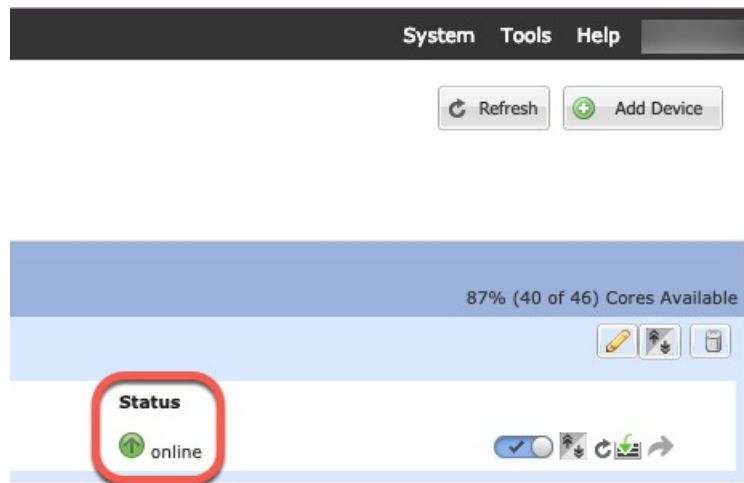 System Tools Help
Refresh Add Device
87% (40 of 46) Cores Available
Status
online